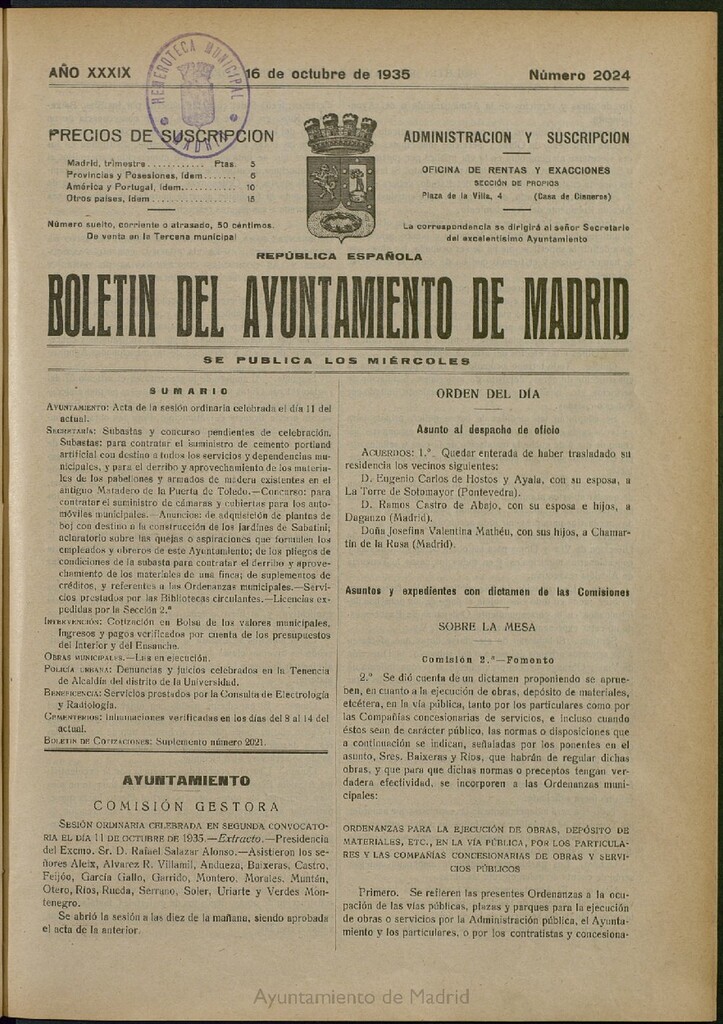 AÑO XXXIX
16 de octubre de 1935
Número 2024
HEMEROTECA MUNICIPAL
MADRID
PRECIOS DE SUSCRIPCION
Madrid, trimestre ............ Ptas. 5
Provincias y Posesiones, ídem ...... 6
América y Portugal, ídem .......... 10
Otros países, ídem ................ 15
Número suelto, corriente o atrasado, 50 céntimos.
De venta en la Tercena municipal
ADMINISTRACION Y SUSCRIPCION
OFICINA DE RENTAS Y EXACCIONES
SECCIÓN DE PROPIOS
Plaza de la Villa, 4 (Casa de Cisneros)
La correspondencia se dirigirá al señor Secretario
del excelentísimo Ayuntamiento
REPÚBLICA ESPAÑOLA
BOLETIN DEL AYUNTAMIENTO DE MADRID
SE PUBLICA LOS MIÉRCOLES
SUMARIO
AYUNTAMIENTO: Acta de la sesión ordinaria celebrada el día 11 del
actual.
SECRETARÍA: Subastas y concurso pendientes de celebración.
Subastas: para contratar el suministro de cemento portland
artificial con destino a todos los servicios y dependencias mu-
nicipales, y para el derribo y aprovechamiento de los materia-
les de los pabellones y armados de madera existentes en el
antiguo Matadero de la Puerta de Toledo.—Concurso: para
contratar el suministro de cámaras y cubiertas para los auto-
móviles municipales.—Anuncios: de adquisición de plantas de
boj con destino a la construcción de los jardines de Sabatini;
aclaratorio sobre las quejas o aspiraciones que formulen los
empleados y obreros de este Ayuntamiento; de los pliegos de
condiciones de la subasta para contratar el derribo y aprove-
chamiento de los materiales de una finca; de suplementos de
créditos, y referentes a las Ordenanzas municipales.—Servi-
cios prestados por las Bibliotecas circulantes.—Licencias ex-
pedidas por la Sección 2.ª
INTERVENCIÓN: Cotización en Bolsa de los valores municipales.
Ingresos y pagos verificados por cuenta de los presupuestos
del Interior y del Ensanche.
OBRAS MUNICIPALES.—Las en ejecución.
POLICÍA URBANA: Denuncias y juicios celebrados en la Tenencia
de Alcaldía del distrito de la Universidad.
BENEFICENCIA: Servicios prestados por la Consulta de Electrología
y Radiología.
CEMENTERIOS: Inhumaciones verificadas en los días del 8 al 14 del
actual.
BOLETÍN DE COTIZACIONES: Suplemento número 2021.
AYUNTAMIENTO
COMISIÓN GESTORA
SESIÓN ORDINARIA CELEBRADA EN SEGUNDA CONVOCATO-
RIA EL DÍA 11 DE OCTUBRE DE 1935.—Extracto.—Presidencia
del Excmo. Sr. D. Rafael Salazar Alonso.—Asistieron los se-
ñores Aleix, Alvarez R. Villamil, Andueza, Baixeras, Castro,
Feijóo, García Gallo, Garrido, Montero, Morales, Muntán,
Otero, Ríos, Rueda, Serrano, Soler, Uriarte y Verdes Mon-
tenegro.
Se abrió la sesión a las diez de la mañana, siendo aprobada
el acta de la anterior.
ORDEN DEL DÍA
Asunto al despacho de oficio
ACUERDOS: 1.º Quedar enterada de haber trasladado su
residencia los vecinos siguientes:
D. Eugenio Carlos de Hostos y Ayala, con su esposa, a
La Torre de Sotomayor (Pontevedra).
D. Ramos Castro de Abajo, con su esposa e hijos, a
Daganzo (Madrid).
Doña Josefina Valentina Mathéu, con sus hijos, a Chamar-
tín de la Rosa (Madrid).
Asuntos y expedientes con dictamen de las Comisiones
SOBRE LA MESA
Comisión 2.ª—Fomento
2.º Se dió cuenta de un dictamen proponiendo se aprue-
ben, en cuanto a la ejecución de obras, depósito de materiales,
etcétera, en la vía pública, tanto por los particulares como por
las Compañías concesionarias de servicios, e incluso cuando
éstos sean de carácter público, las normas o disposiciones que
a continuación se indican, señaladas por los ponentes en el
asunto, Sres. Baixeras y Ríos, que habrán de regular dichas
obras, y que para que dichas normas o preceptos tengan ver-
dadera efectividad, se incorporen a las Ordenanzas muni-
cipales:
ORDENANZAS PARA LA EJECUCIÓN DE OBRAS, DEPÓSITO DE
MATERIALES, ETC., EN LA VÍA PÚBLICA, POR LOS PARTICULA-
RES Y LAS COMPAÑÍAS CONCESIONARIAS DE OBRAS Y SERVI-
CIOS PÚBLICOS
Primero. Se refieren las presentes Ordenanzas a la ocu-
pación de las vías públicas, plazas y parques para la ejecución
de obras o servicios por la Administración pública, el Ayunta-
miento y los particulares, o por los contratistas y concesiona-
Ayuntamiento de Madrid